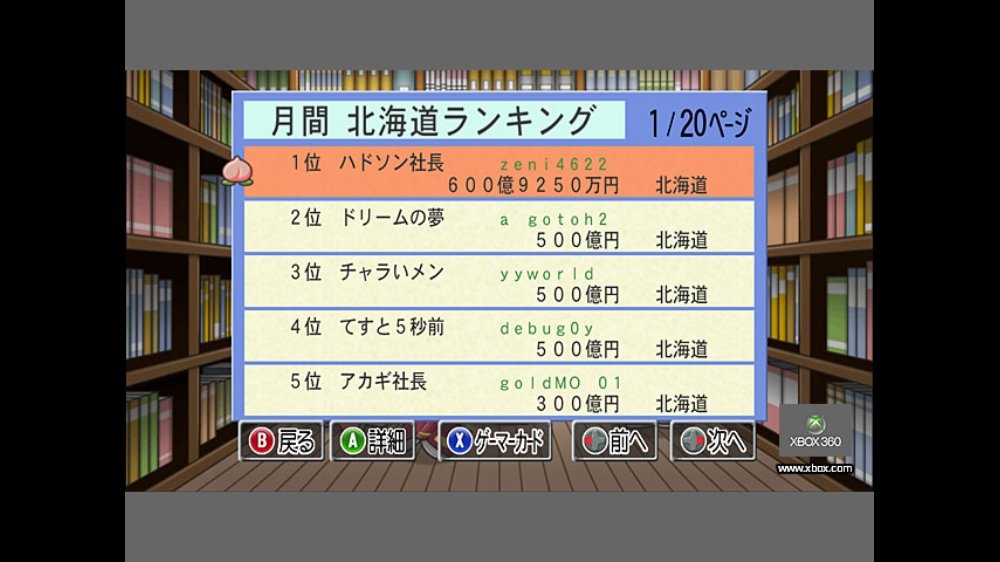 月間 北海道ランキング 1/20ページ
1位 ハドソン社長 zeni4622
600億9250万円 北海道
2位 ドリームの夢 a gotoh2
500億円 北海道
3位 チャラいメン yyworld
500億円 北海道
4位 てすと5秒前 debug0y
500億円 北海道
5位 アカギ社長 goldMO 01
300億円 北海道
B 戻る A 詳細 X ゲーマーカード 前へ 次へ
XBOX 360
www.xbox.com